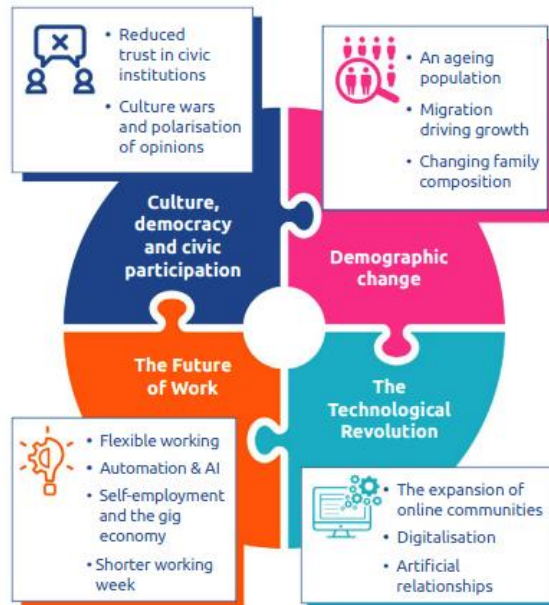 • Reduced
trust in civic
institutions
• Culture wars
and polarisation
of opinions
• An ageing
population
• Migration
driving growth
• Changing family
composition
Culture,
democracy
and civic
participation
Demographic
change
The Future
of Work
The
Technological
Revolution
• Flexible working
• Automation & AI
• Self-employment
and the gig
economy
• Shorter working
week
• The expansion of
online communities
• Digitalisation
• Artificial
relationships